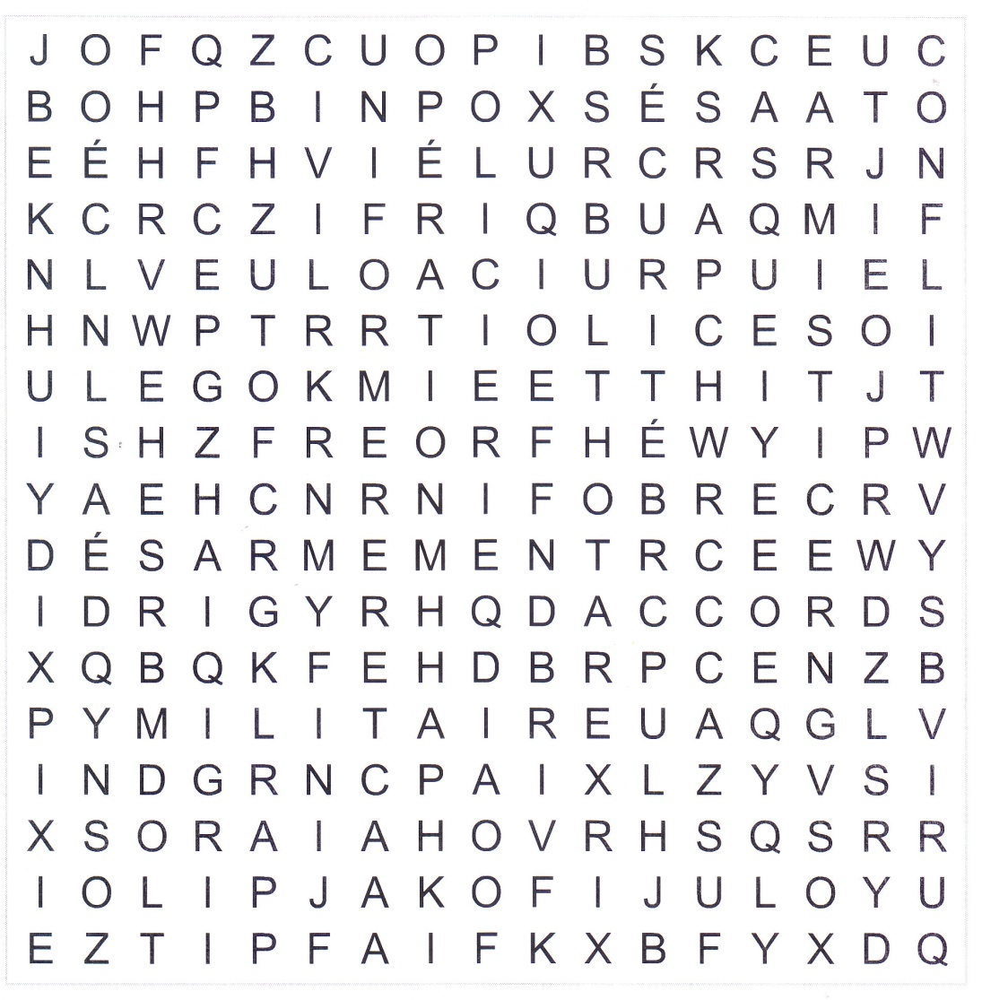 J O F Q Z C U O P I B S K C E U C
B O H P B I N P O X S É S A A T O
E É H F H V I É L U R C R S R J N
K C R C Z I F R I Q B U A Q M I F
N L V E U L O A C I U R P U I E L
H N W P T R R T I O L I C E S O I
U L E G O K M I E E T T H I T J T
I S H Z F R E O R F H É W Y I P W
Y A E H C N R N I F O B R E C R V
D É S A R M E M E N T R C E E W Y
I D R I G Y R H Q D A C C O R D S
X Q B Q K F E H D B R P C E N Z B
P Y M I L I T A I R E U A Q G L V
I N D G R N C P A I X L Z Y V S I
X S O R A I A H O V R H S Q S R R
I O L I P J A K O F I J U L O Y U
E Z T I P F A I F K X B F Y X D Q